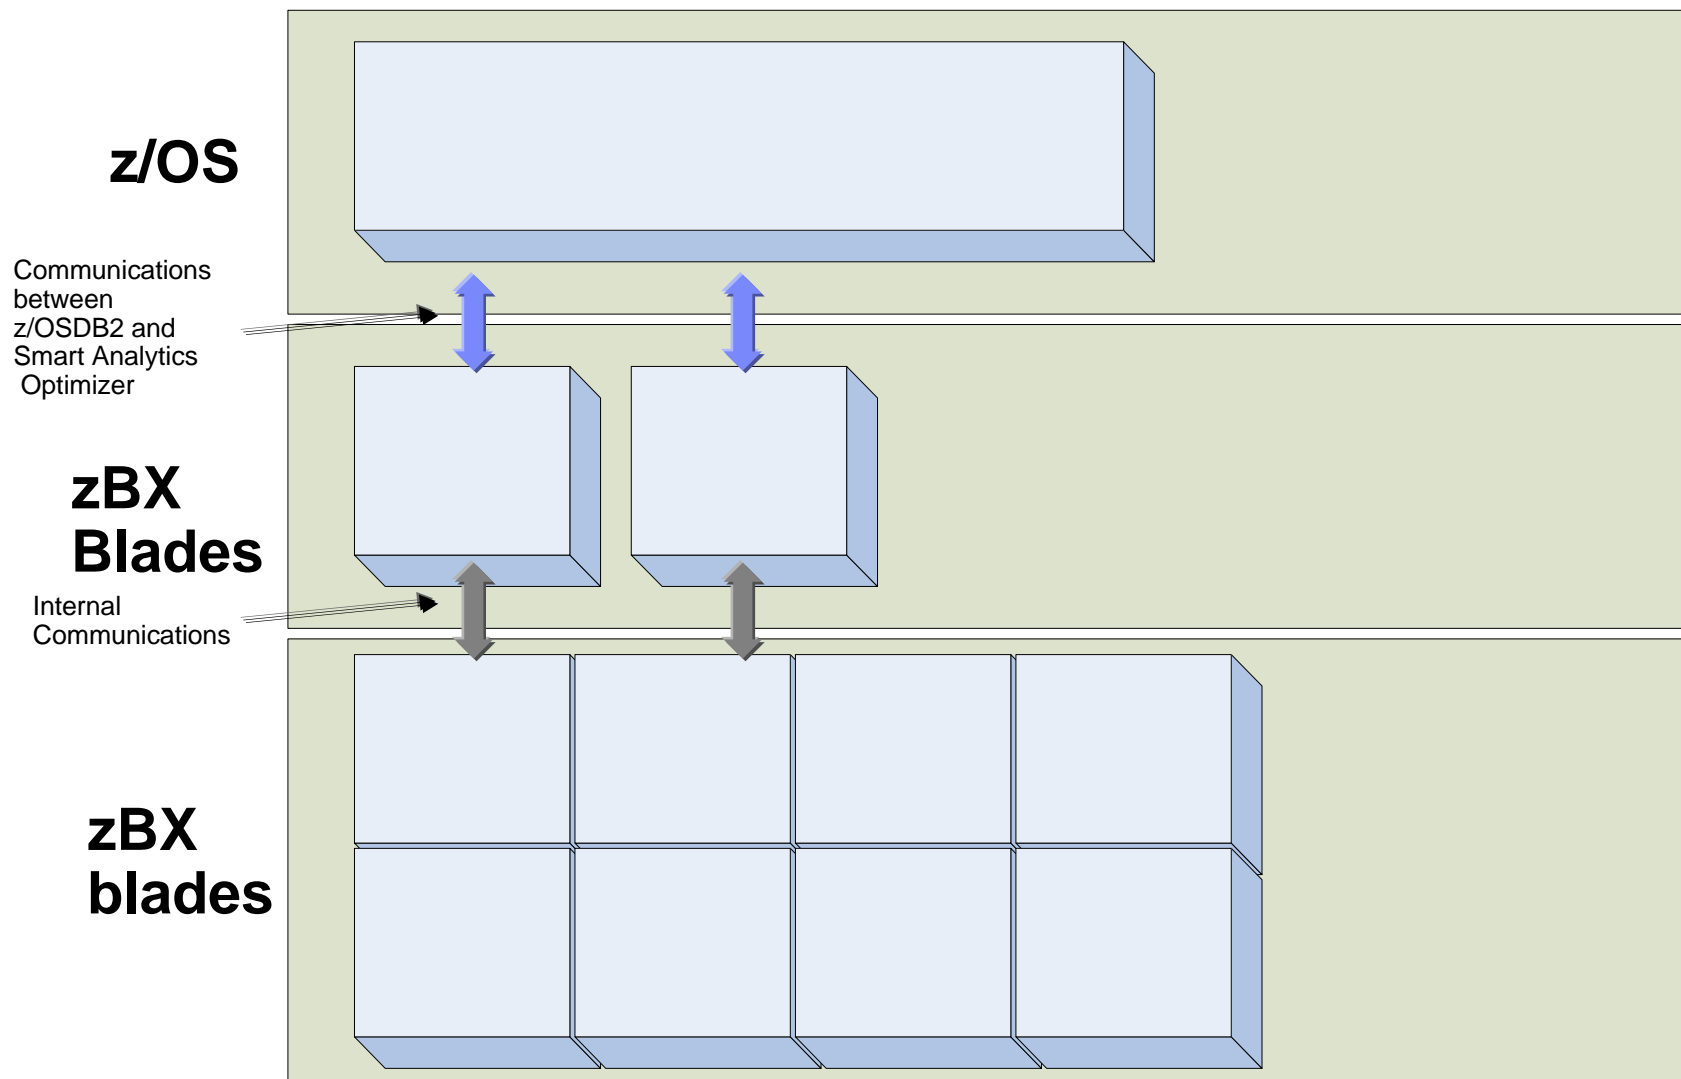 z/OS
Communications
between
z/OSDB2 and
Smart Analytics
Optimizer
zBX
Blades
Internal
Communications
zBX
blades